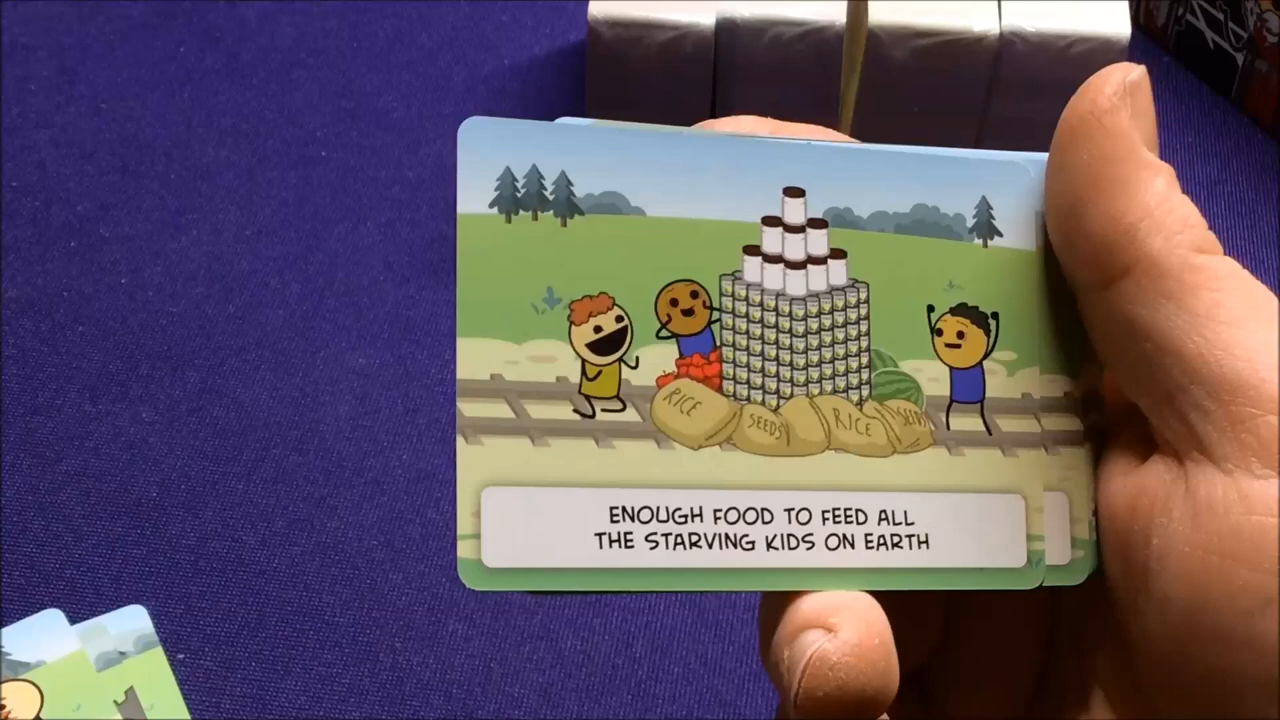 RICE
SEEDS
RICE
SEEDS
ENOUGH FOOD TO FEED ALL
THE STARVING KIDS ON EARTH